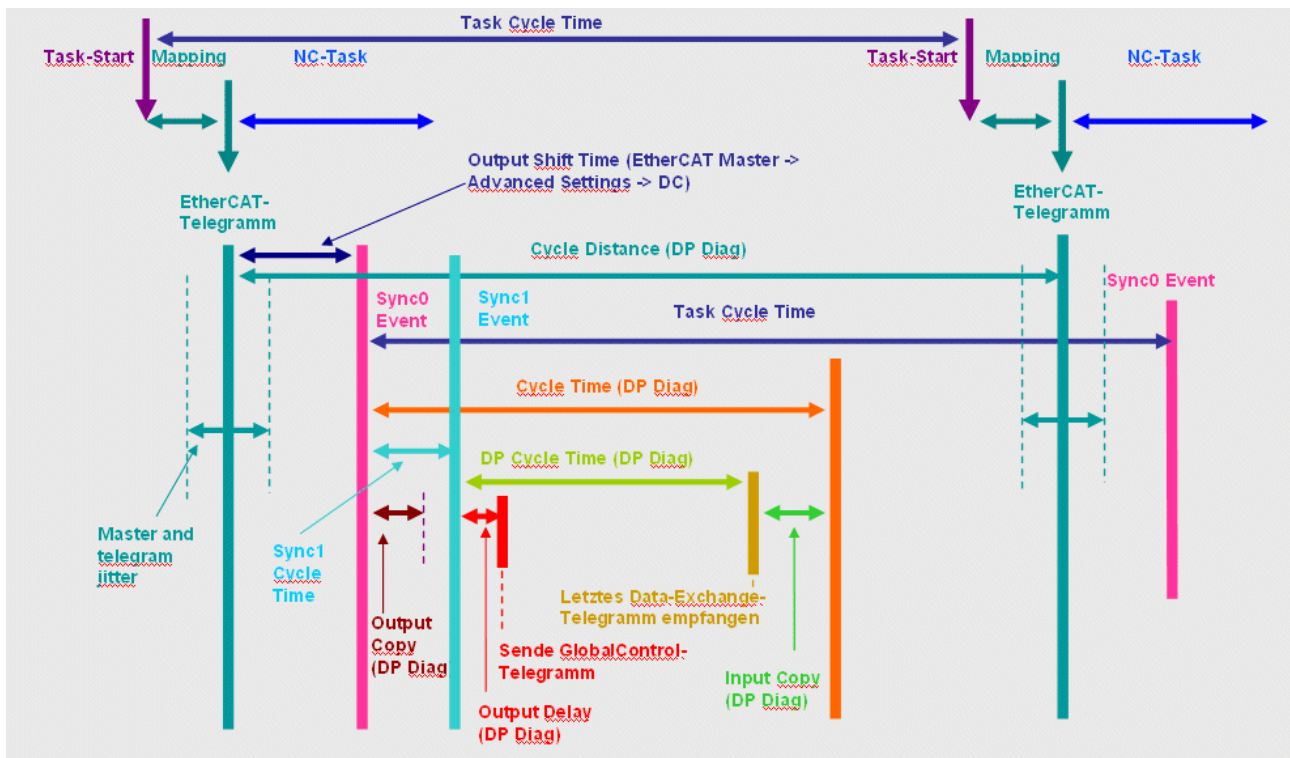 Task Cycle Time
Task-Start
Mapping
NC-Task
Task-Start
Mapping
NC-Task
Output Shift Time (EtherCAT Master ->
Advanced Settings -> DC)
EtherCAT-
Telegramm
EtherCAT-
Telegramm
Cycle Distance (DP Diag)
Sync0 Event
Sync0
Event
Sync1
Event
Task Cycle Time
Cycle Time (DP Diag)
DP Cycle Time (DP Diag)
Master and
telegram
jitter
Sync1
Cycle
Time
Output
Copy
(DP Diag)
Letztes Data-Exchange-
Telegramm empfangen
Sende GlobalControl-
Telegramm
Input Copy
(DP Diag)
Output Delay
(DP Diag)